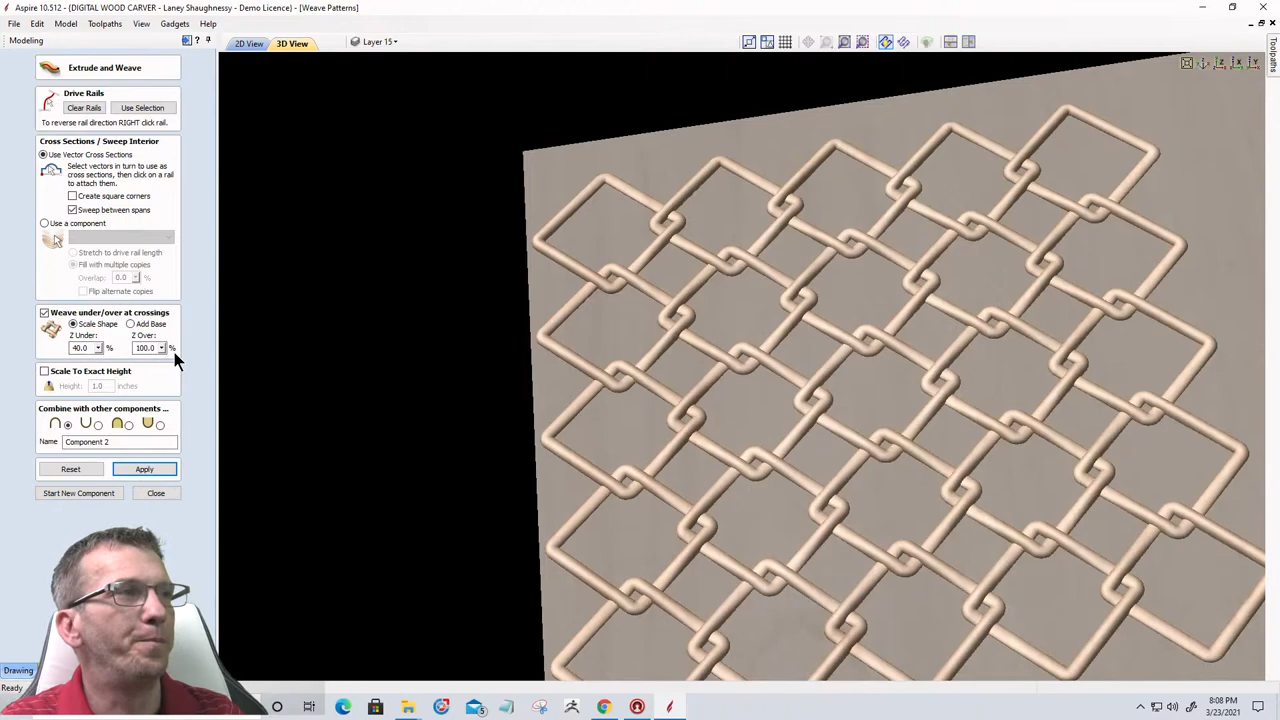 Aspire 10.512 - (DIGITAL WOOD CARVER - Laney Shaughnessy - Demo Licence) - [Weave Patterns]
File Edit Model Toolpaths View Gadgets Help
Modeling
2D View 3D View Layer 15
Toolpaths
Extrude and Weave
Drive Rails
Clear Rails Use Selection
To reverse rail direction RIGHT click rail.
Cross Sections / Sweep Interior
Use Vector Cross Sections
Select vectors in turn to use as
cross sections, then click on a rail
to attach them.
Create square corners
Sweep between spans
Use a component
Stretch to drive rail length
Fill with multiple copies
Overlap: 0.0 %
Flip alternate copies
Weave under/over at crossings
Scale Shape Add Base
Z Under: Z Over:
40.0 % 100.0 %
Scale To Exact Height
Height: 1.0 inches
Combine with other components ...
Name Component 2
Reset Apply
Start New Component Close
Drawing
Ready
8:08 PM
3/23/2021